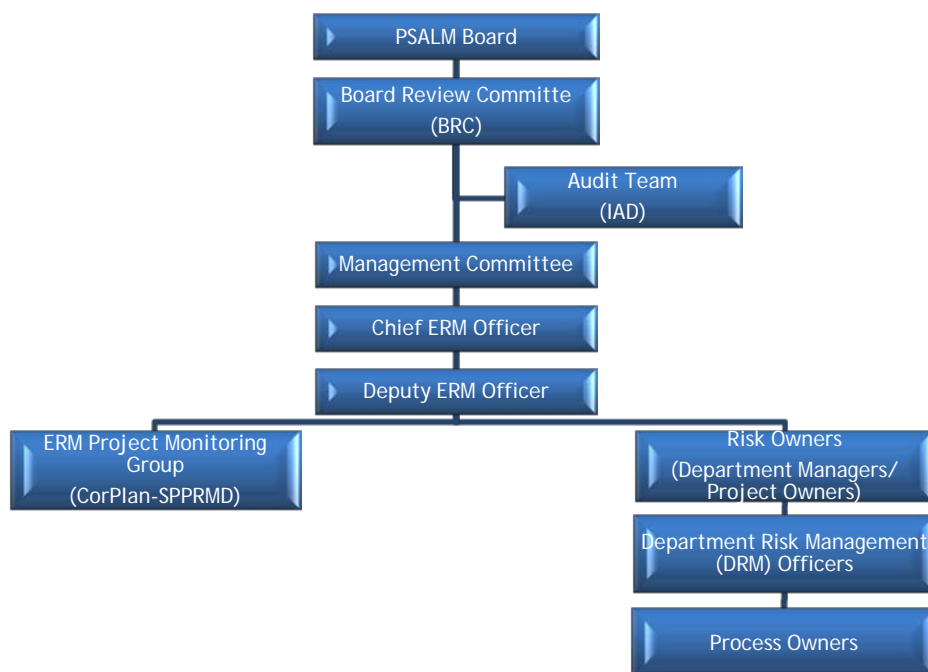 PSALM Board
Board Review Committe
(BRC)
Audit Team
(IAD)
Management Committee
Chief ERM Officer
Deputy ERM Officer
ERM Project Monitoring
Group
(CorPlan-SPPRMD)
Risk Owners
(Department Managers/
Project Owners)
Department Risk Management
(DRM) Officers
Process Owners